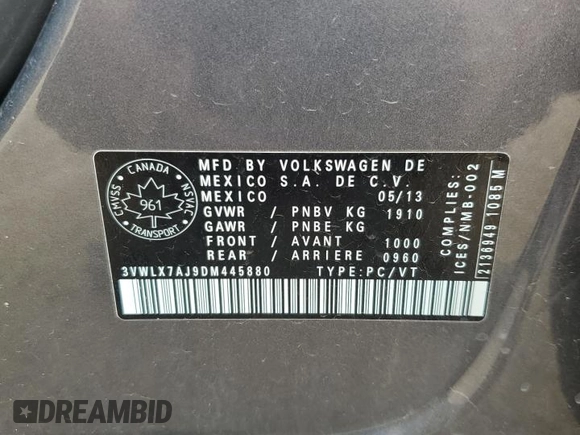 CANADA
CMVSS
NSVAC
961
TRANSPORT
MFD BY VOLKSWAGEN DE
MEXICO S.A. DE C.V.
MEXICO 05/13
GVWR / PNBV KG 1910
GAWR / PNBE KG
FRONT / AVANT 1000
REAR / ARRIERE 0960
3VWLX7AJ9DM445880 TYPE:PC/VT
COMPLIES:
ICES/NMB-002
2136949 1085 M
DREAMBID